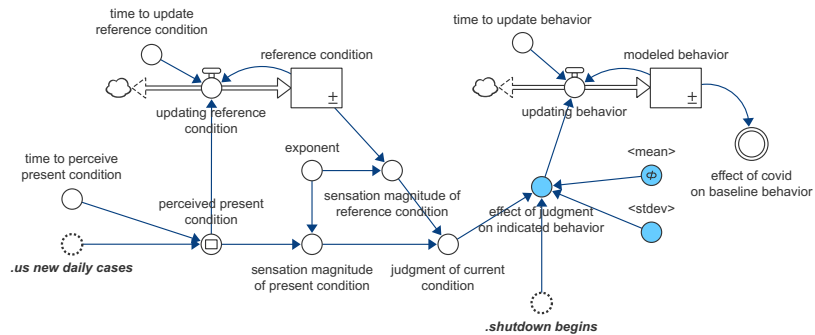 time to update
reference condition
reference condition
time to update behavior
modeled behavior
updating reference
condition
updating behavior
±
±
time to perceive
present condition
exponent
<mean>
effect of covid
on baseline behavior
perceived present
condition
sensation magnitude of
reference condition
effect of judgment
on indicated behavior
<stdev>
.us new daily cases
sensation magnitude
of present condition
judgment of current
condition
.shutdown begins